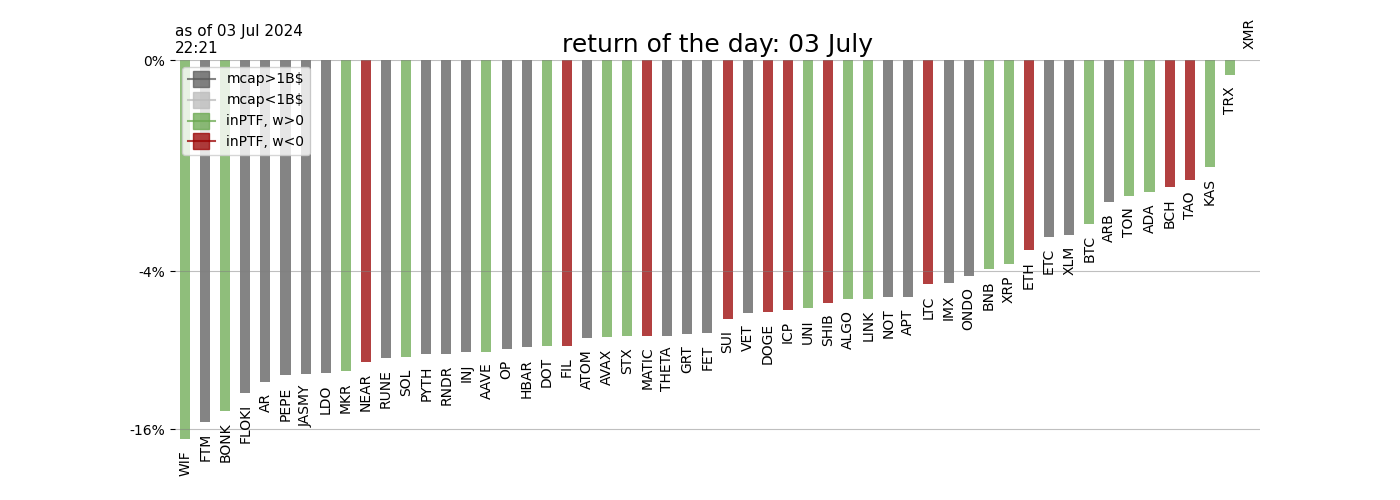 as of 03 Jul 2024
22:21
return of the day: 03 July
XMR
0%
mcap>1B$
mcap<1B$
inPTF, w>0
inPTF, w<0
-4%
-16%
WIF
FTM
BONK
FLOKI
AR
PEPE
JASMY
LDO
MKR
NEAR
RUNE
SOL
PYTH
RNDR
INJ
AAVE
OP
HBAR
DOT
FIL
ATOM
AVAX
STX
MATIC
THETA
GRT
FET
SUI
VET
DOGE
ICP
UNI
SHIB
ALGO
LINK
NOT
APT
LTC
IMX
ONDO
BNB
XRP
ETH
ETC
XLM
BTC
ARB
TON
ADA
BCH
TAO
KAS
TRX